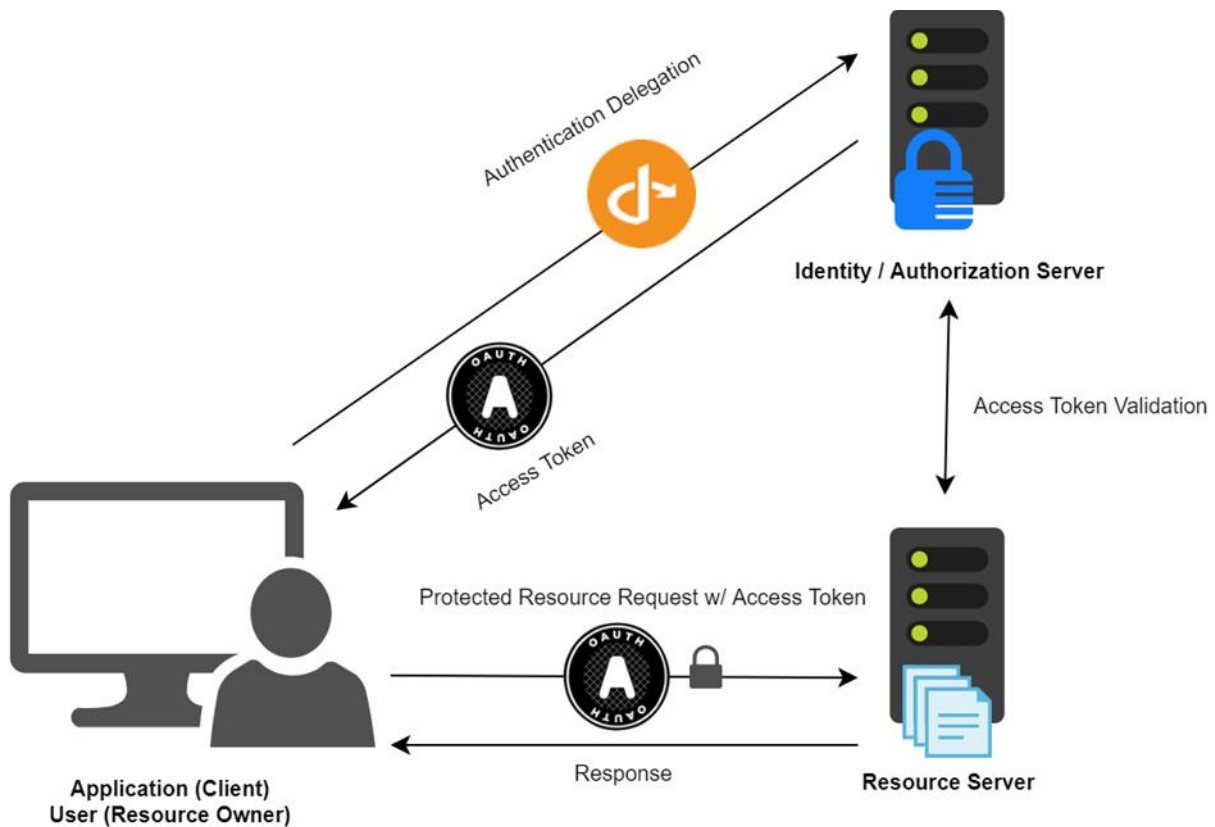 Authentication Delegation
Identity / Authorization Server
OAUTH
A
OAUTH
Access Token
Access Token Validation
Protected Resource Request w/ Access Token
OAUTH
A
OAUTH
Response
Application (Client)
User (Resource Owner)
Resource Server